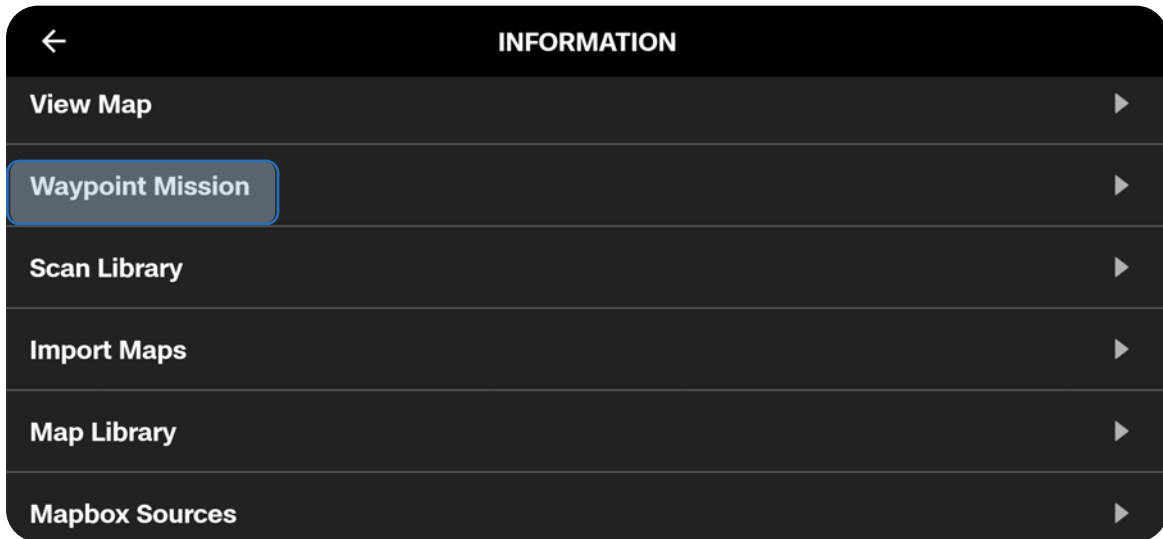 INFORMATION
View Map
Waypoint Mission
Scan Library
Import Maps
Map Library
Mapbox Sources